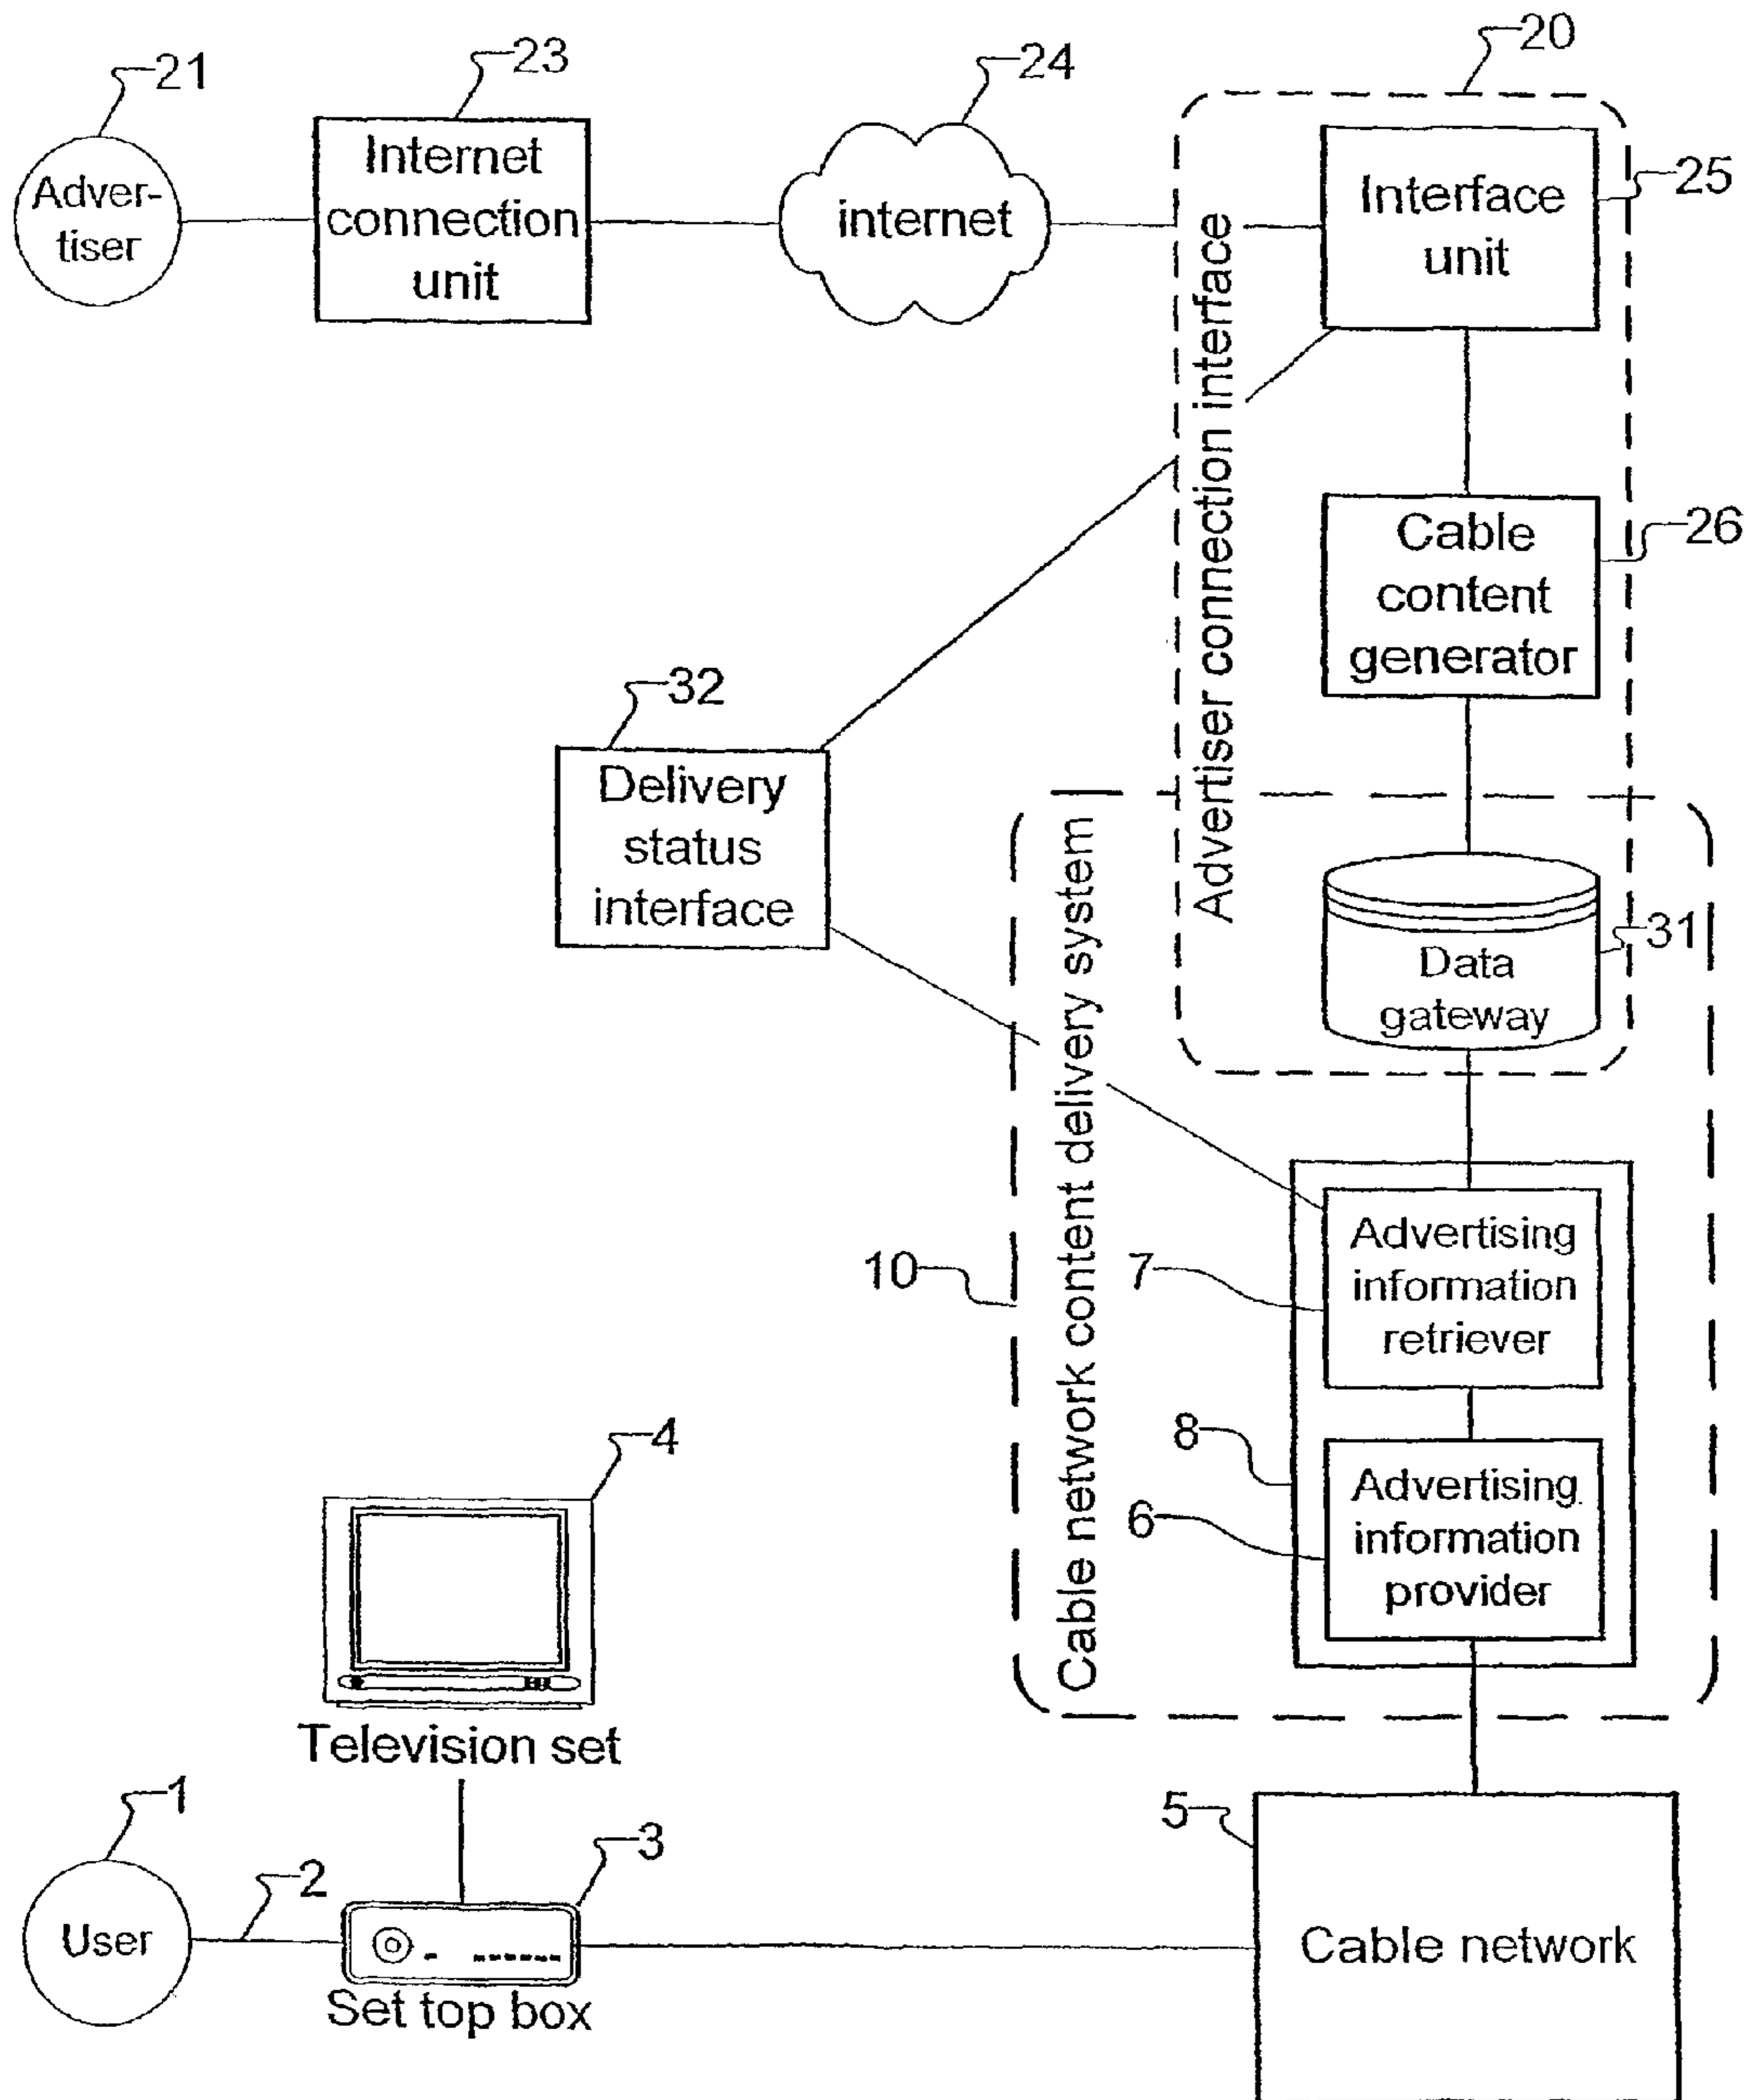 21
23
24
20
Adver-
tiser
Internet
connection
unit
internet
Interface
unit
25
Advertiser connection interface
Cable
content
generator
26
32
Delivery
status
interface
Cable network content delivery system
Data
gateway
31
10
7
Advertising
information
retriever
8
6
Advertising
information
provider
4
Television set
1
2
3
5
User
Set top box
Cable network